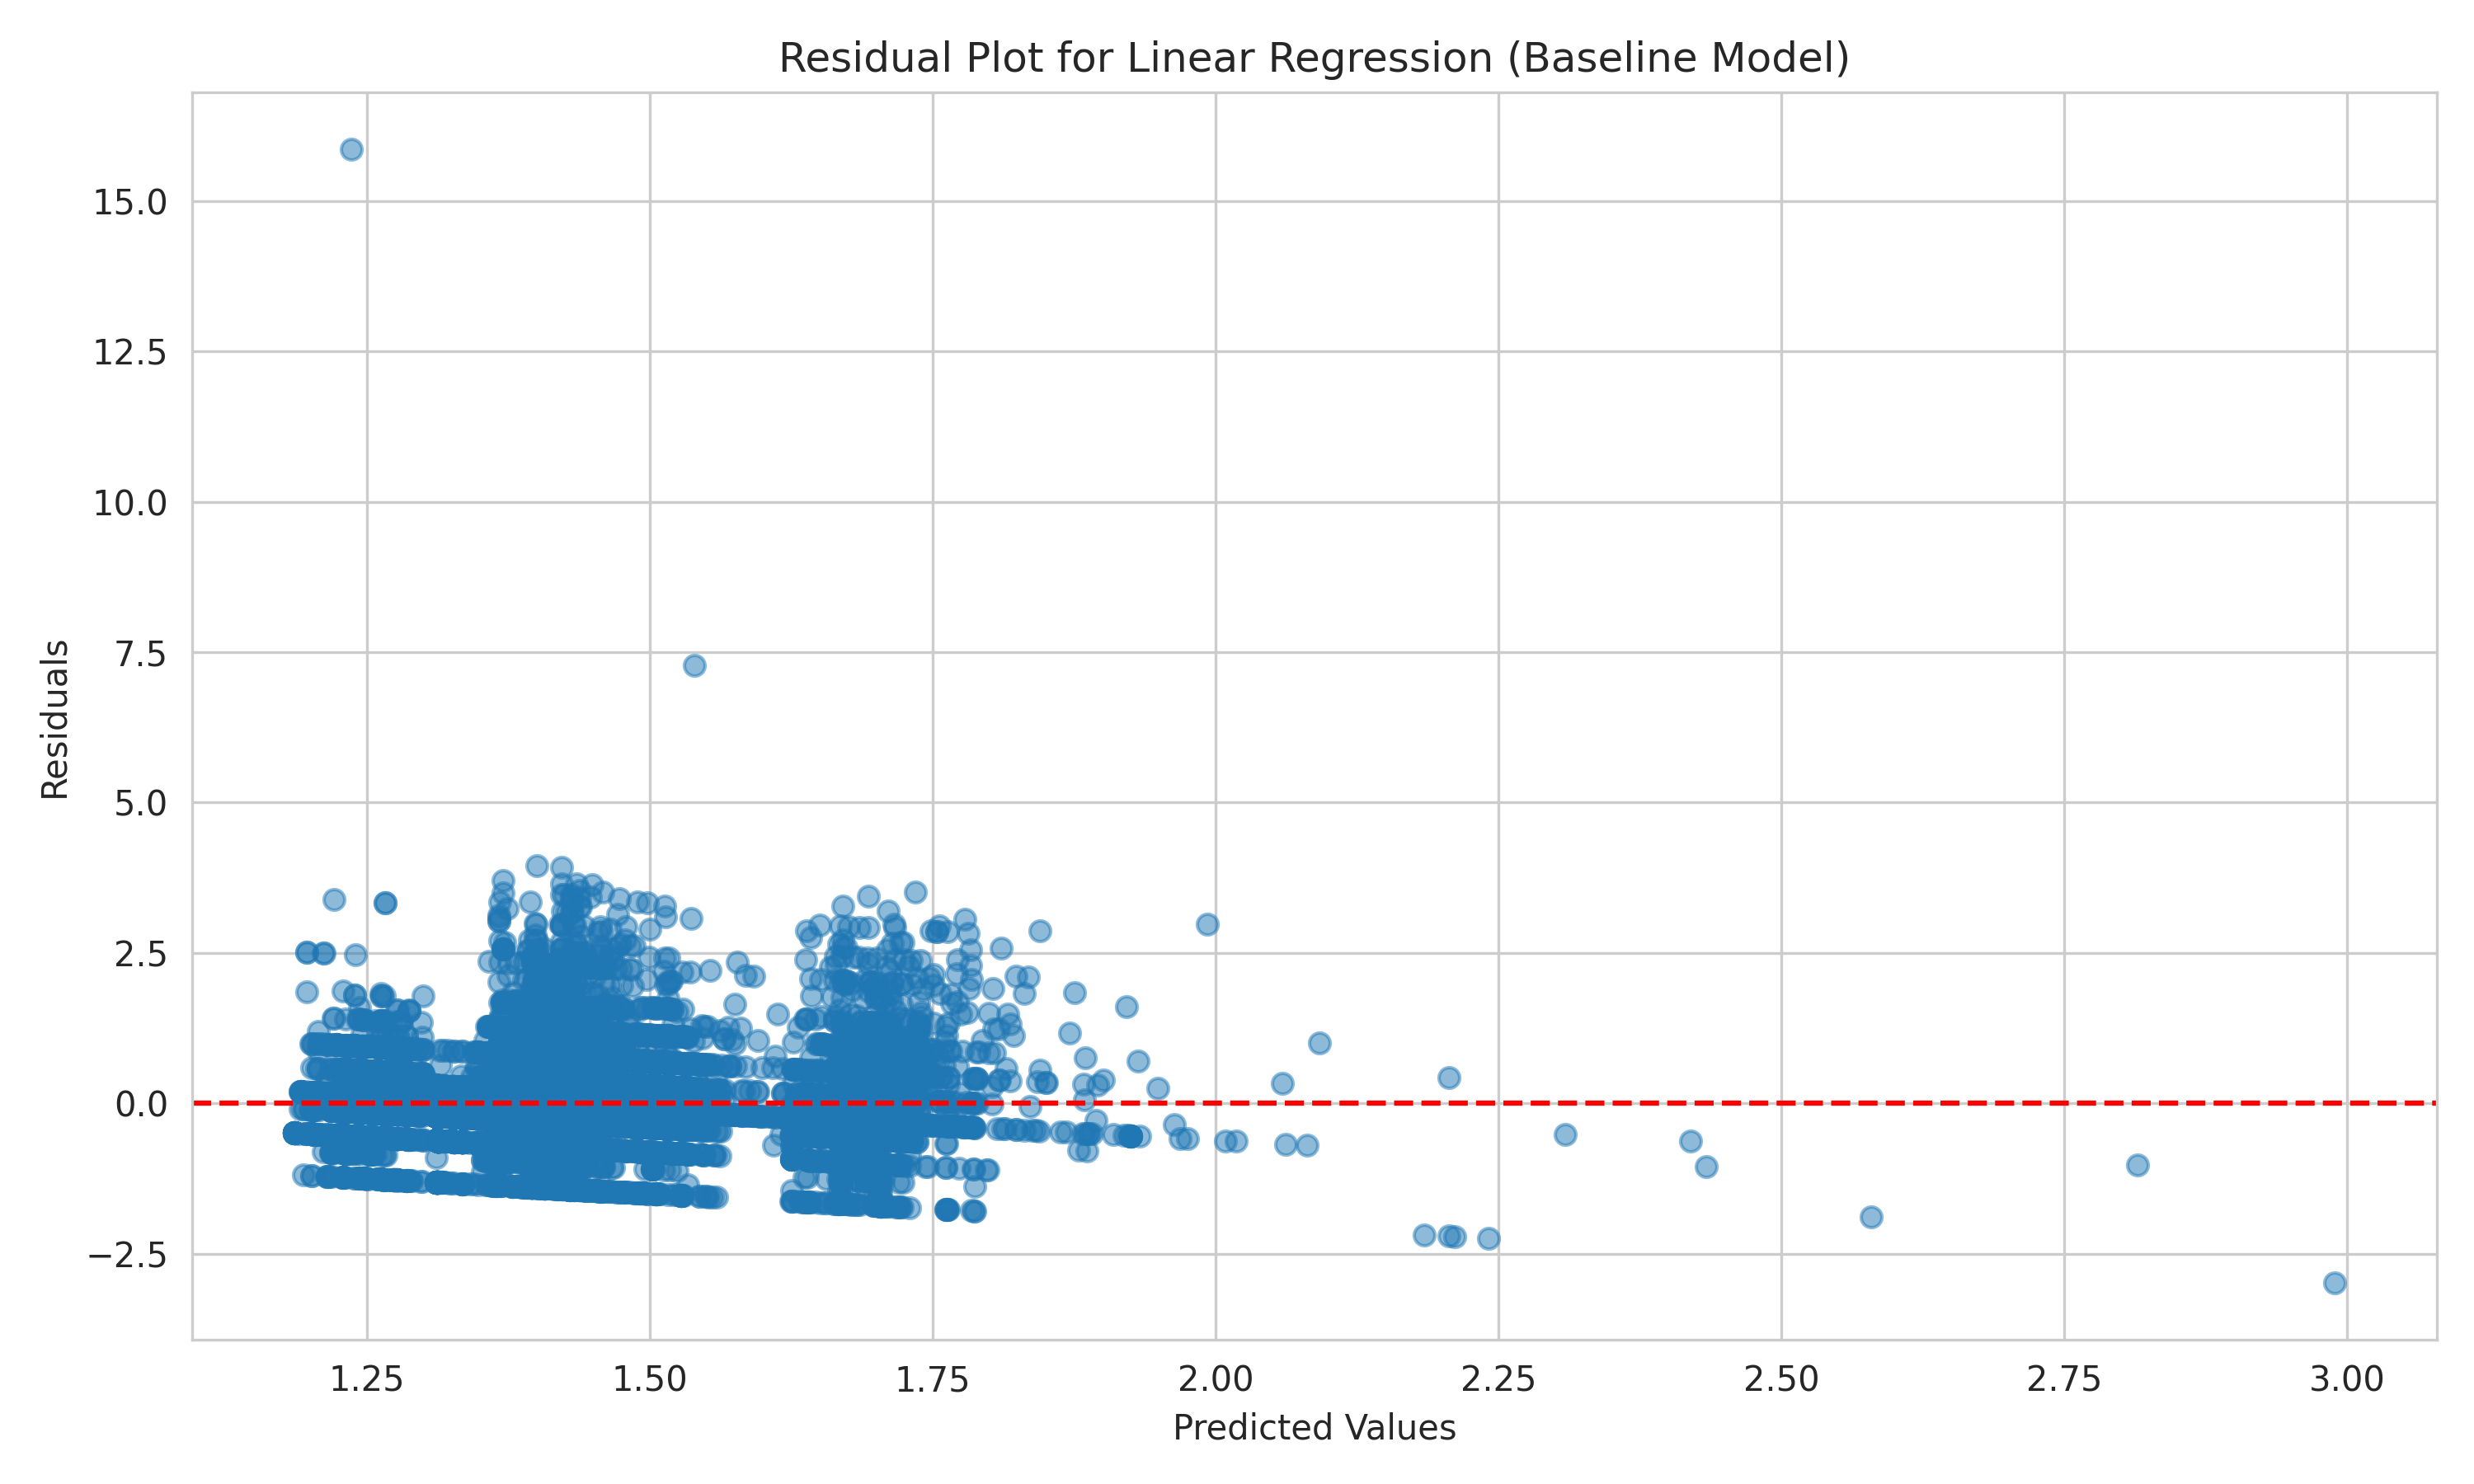 Residual Plot for Linear Regression (Baseline Model)
15.0
12.5
10.0
7.5
5.0
2.5
0.0
−2.5
Residuals
1.25 1.50 1.75 2.00 2.25 2.50 2.75 3.00
Predicted Values